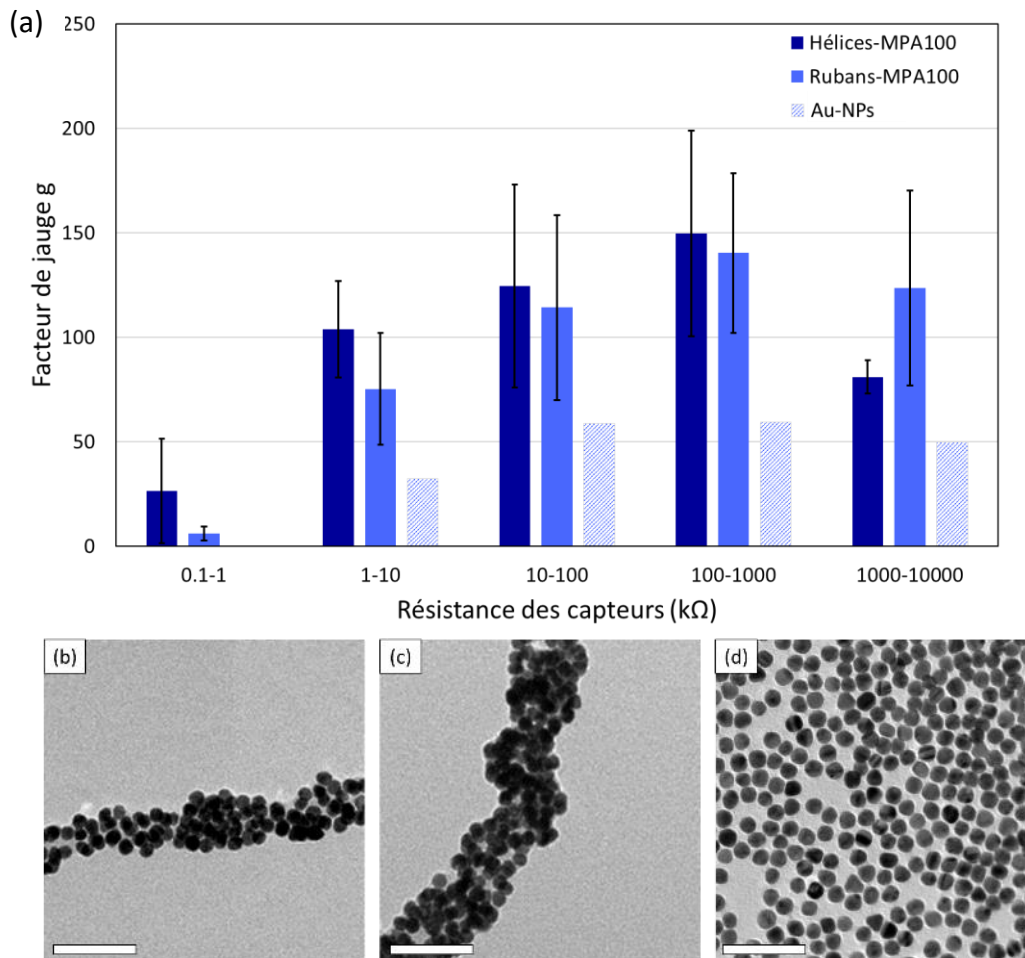 (a)
250
200
150
100
50
0
Facteur de jauge g
Hélices-MPA100
Rubans-MPA100
Au-NPs
0.1-1
1-10
10-100
100-1000
1000-10000
Résistance des capteurs (kΩ)
(b)
(c)
(d)